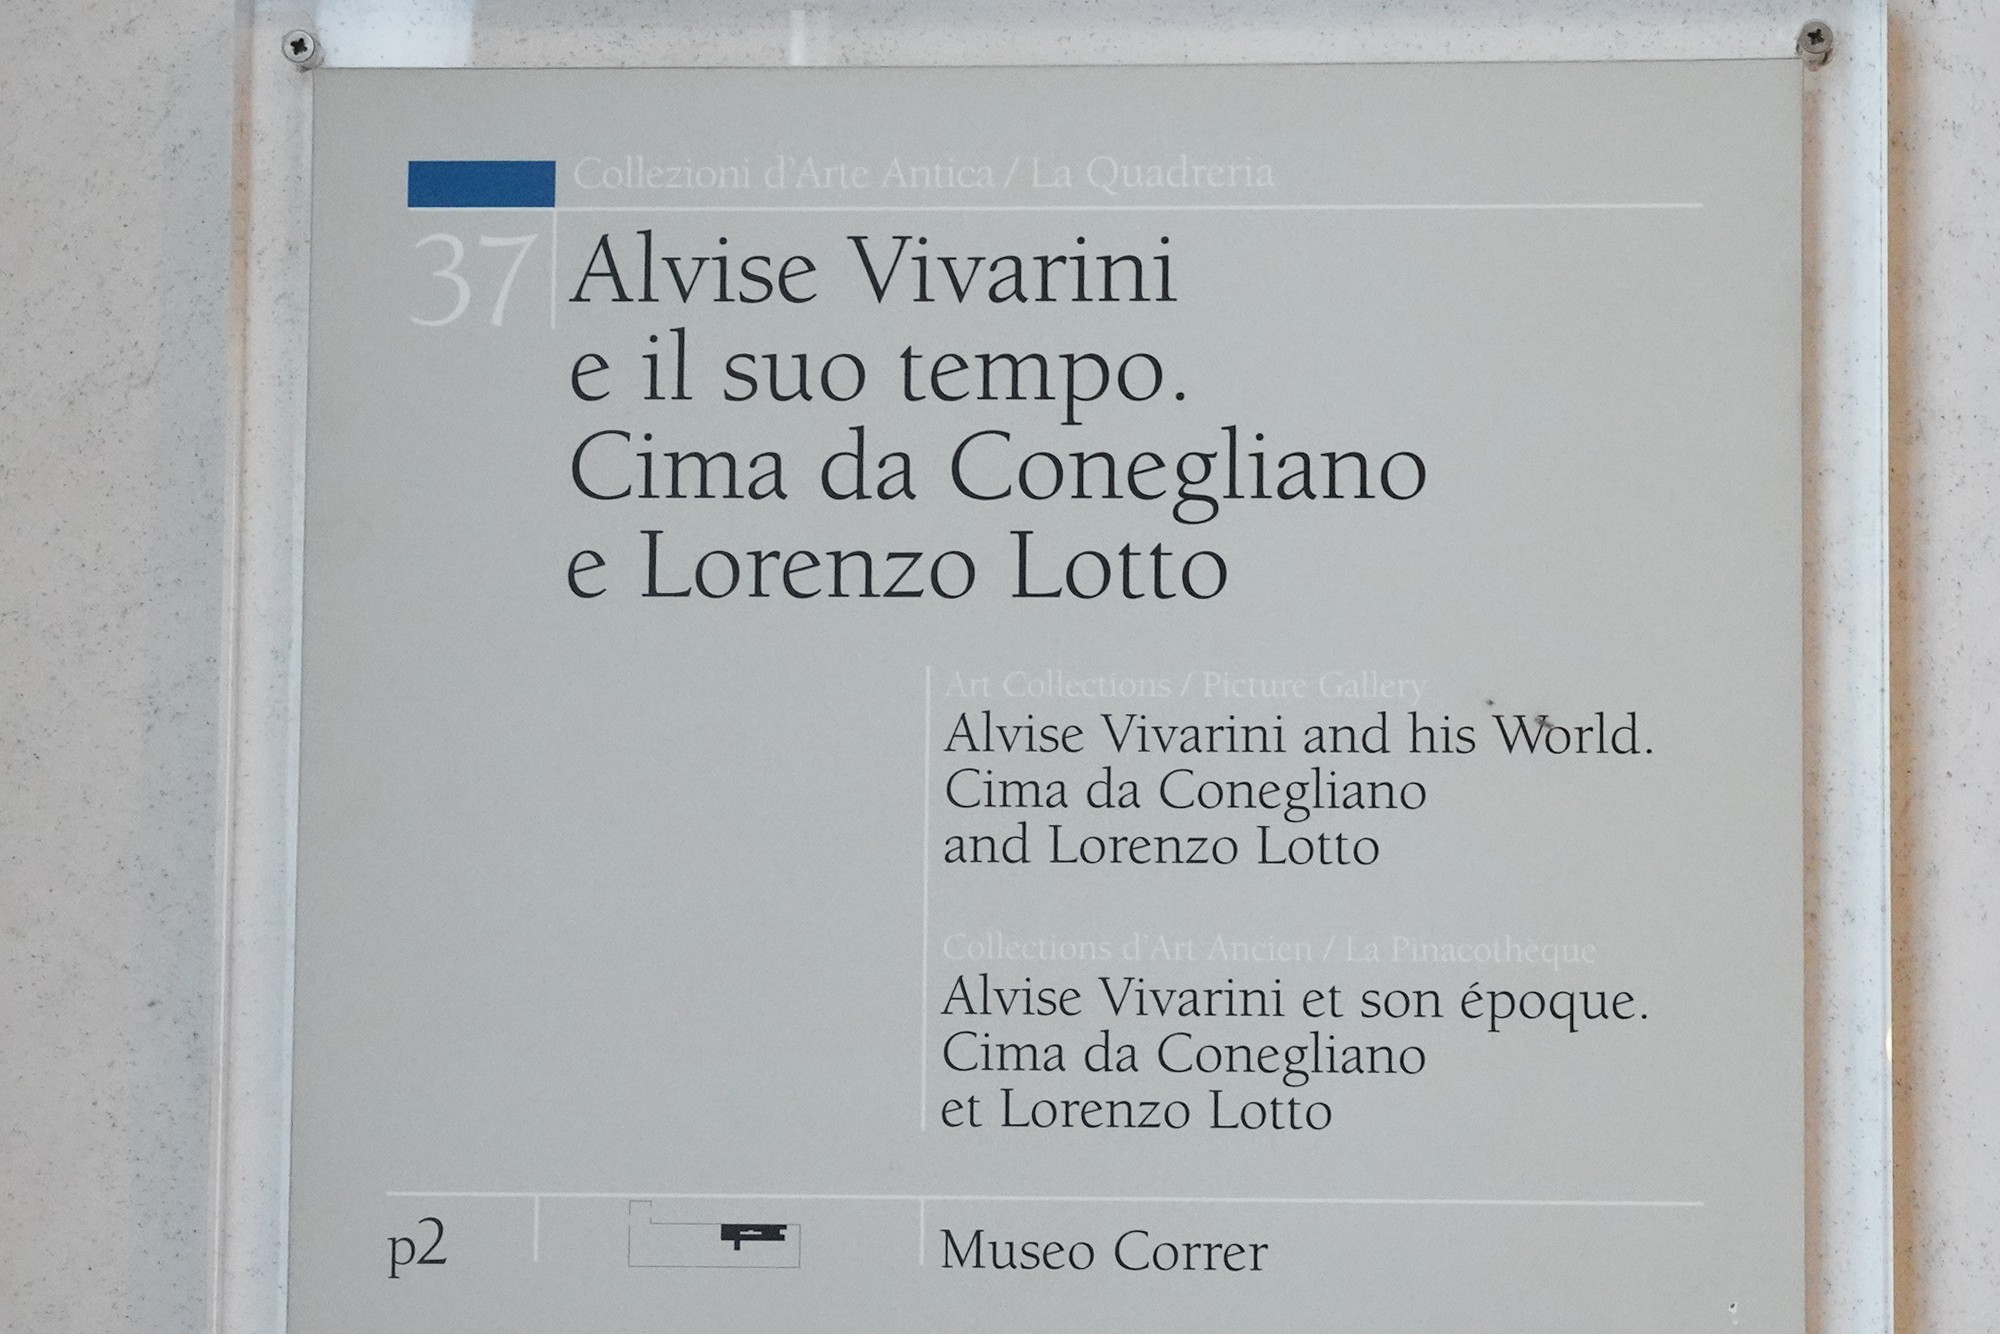 Collezioni d'Arte Antica / La Quadreria
37
Alvise Vivarini
e il suo tempo.
Cima da Conegliano
e Lorenzo Lotto
Art Collections / Picture Gallery
Alvise Vivarini and his World.
Cima da Conegliano
and Lorenzo Lotto
Collections d'Art Ancien / La Pinacothèque
Alvise Vivarini et son époque.
Cima da Conegliano
et Lorenzo Lotto
p2
Museo Correr